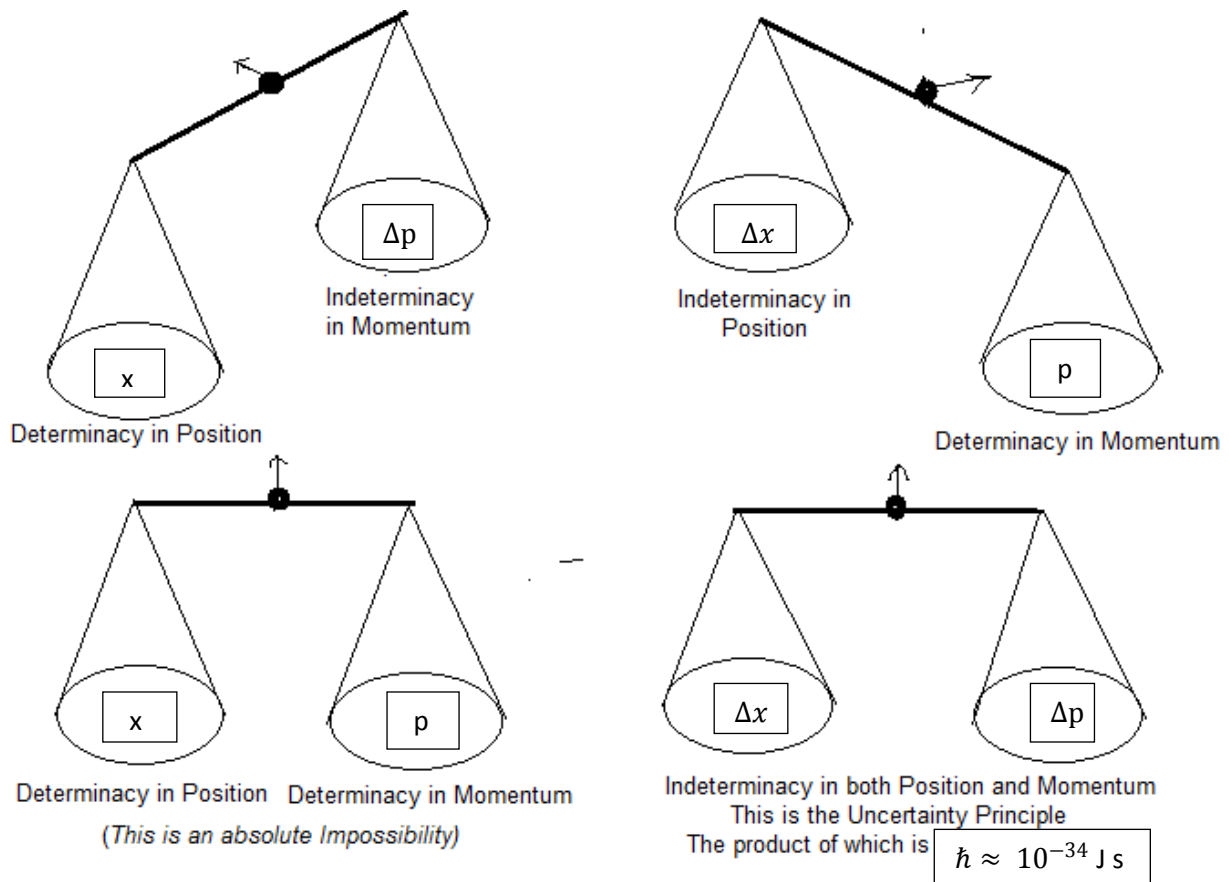 Δp
Indeterminacy
in Momentum
x
Determinacy in Position
Δx
Indeterminacy in
Position
p
Determinacy in Momentum
x
p
Determinacy in Position Determinacy in Momentum
(This is an absolute Impossibility)
Δx
Δp
Indeterminacy in both Position and Momentum
This is the Uncertainty Principle
The product of which is ℏ ≈ 10⁻³⁴ J s